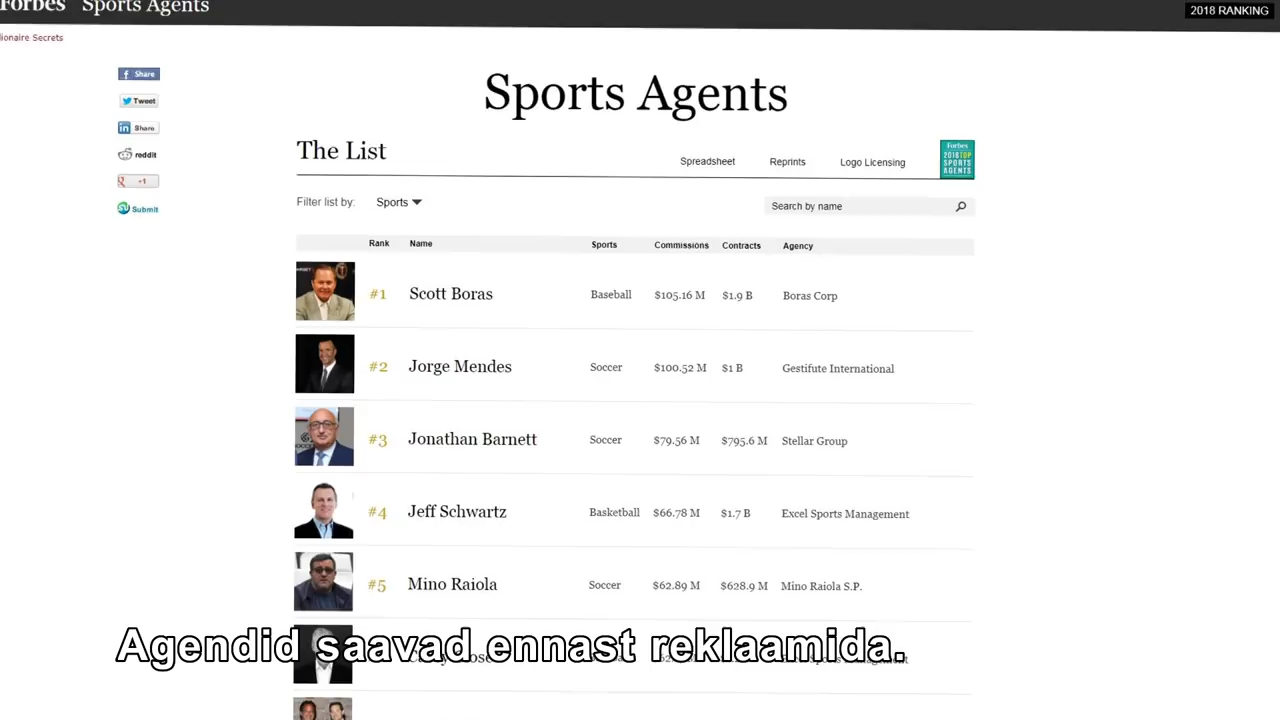 Forbes Sports Agents
2018 RANKING
lionaire Secrets
Share
Tweet
Share
reddit
+1
Submit
Sports Agents
The List
Spreadsheet Reprints Logo Licensing
Forbes
2018 TOP
SPORTS
AGENTS
Filter list by: Sports
Search by name
Rank Name Sports Commissions Contracts Agency
#1 Scott Boras Baseball $105.16 M $1.9 B Boras Corp
#2 Jorge Mendes Soccer $100.52 M $1 B Gestifute International
#3 Jonathan Barnett Soccer $79.56 M $795.6 M Stellar Group
#4 Jeff Schwartz Basketball $66.78 M $1.7 B Excel Sports Management
#5 Mino Raiola Soccer $62.89 M $628.9 M Mino Raiola S.P.
Agendid saavad ennast reklaamida.